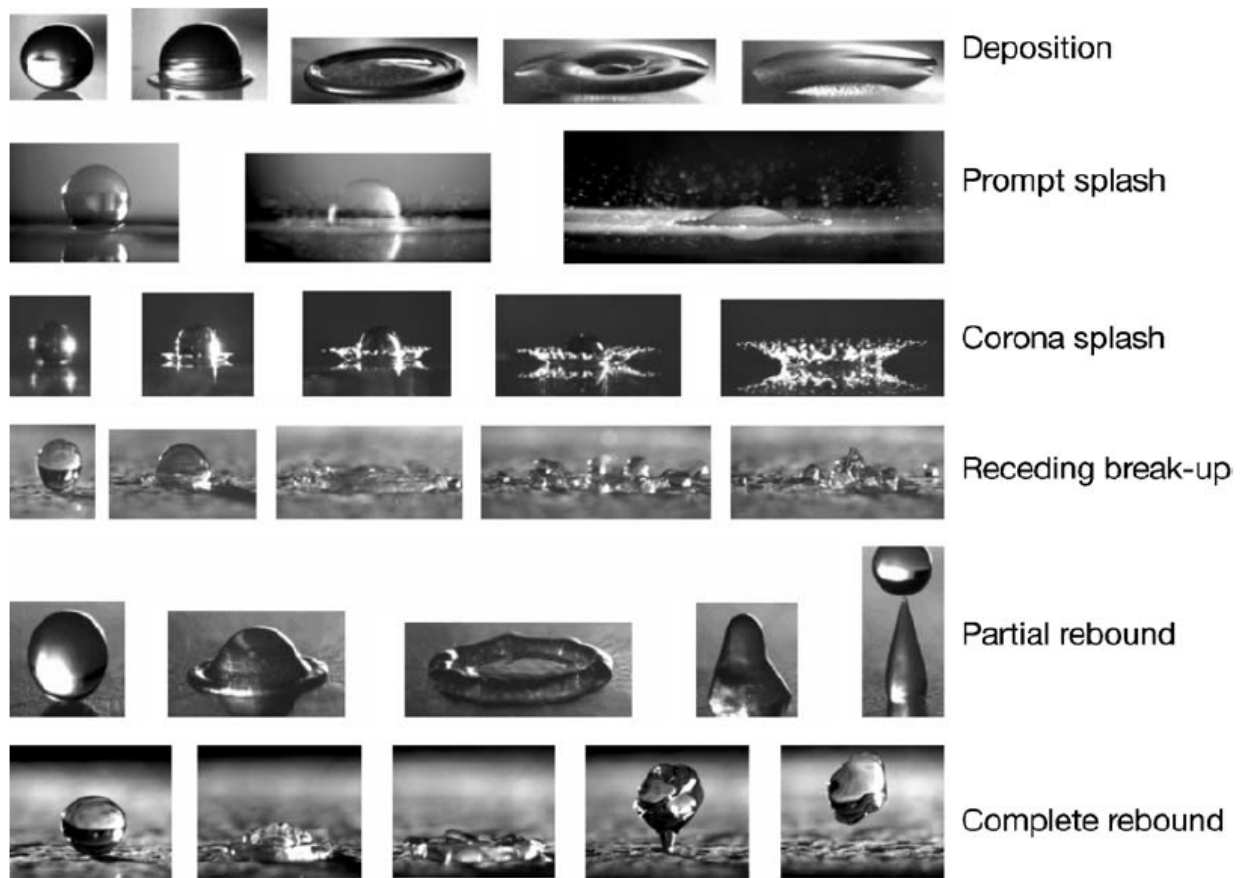 Deposition
Prompt splash
Corona splash
Receding break-up
Partial rebound
Complete rebound